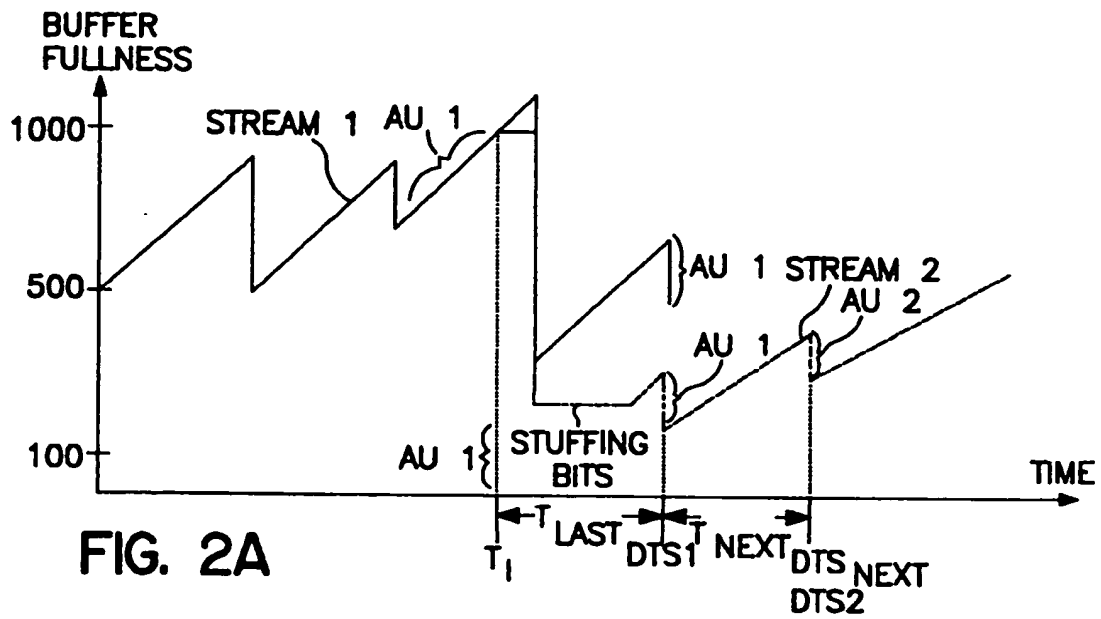 BUFFER
FULLNESS
1000
STREAM 1
AU 1
500
AU 1
STREAM 2
AU 2
AU 1
100
AU 1
STUFFING
BITS
TIME
T LAST
T NEXT
T1
DTS1
DTS NEXT
DTS2
FIG. 2A